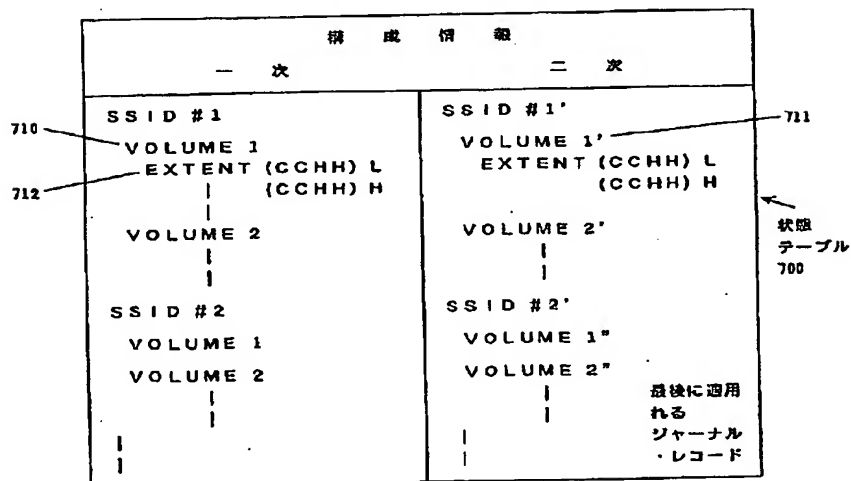 構成情報
一次
二次
710
SSID #1
VOLUME 1
712
EXTENT (CCHH) L
(CCHH) H
VOLUME 2
SSID #2
VOLUME 1
VOLUME 2
SSID #1'
VOLUME 1'
711
EXTENT (CCHH) L
(CCHH) H
VOLUME 2'
SSID #2'
VOLUME 1"
VOLUME 2"
最後に適用
れる
ジャーナル
・レコード
状態
テーブル
700